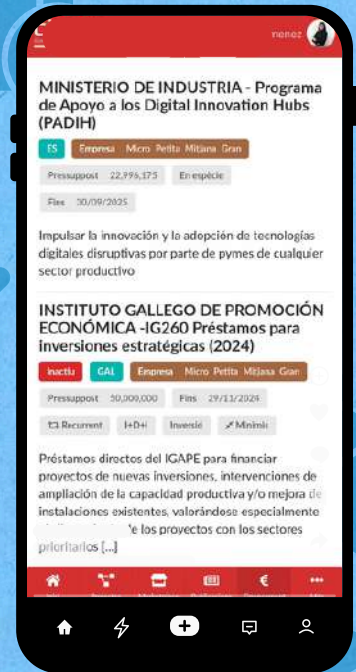 nenez
MINISTERIO DE INDUSTRIA - Programa
de Apoyo a los Digital Innovation Hubs
(PADIH)
ES Empresa Micro Petita Mitjana Gran
Pressupost 22,996,175 En espècie
Fins 30/09/2025
Impulsar la innovación y la adopción de tecnologías
digitales disruptivas por parte de pymes de cualquier
sector productivo
INSTITUTO GALLEGO DE PROMOCIÓN
ECONÓMICA -IG260 Préstamos para
inversiones estratégicas (2024)
Inactiu GAL Empresa Micro Petita Mitjana Gran
Pressupost 50,000,000 Fins 29/11/2024
Recurrent I+D+i Inversió Minimis
Préstamos directos del IGAPE para financiar
proyectos de nuevas inversiones, intervenciones de
ampliación de la capacidad productiva y/o mejora de
instalaciones existentes, valorándose especialmente
de los proyectos con los sectores
prioritarios [...]